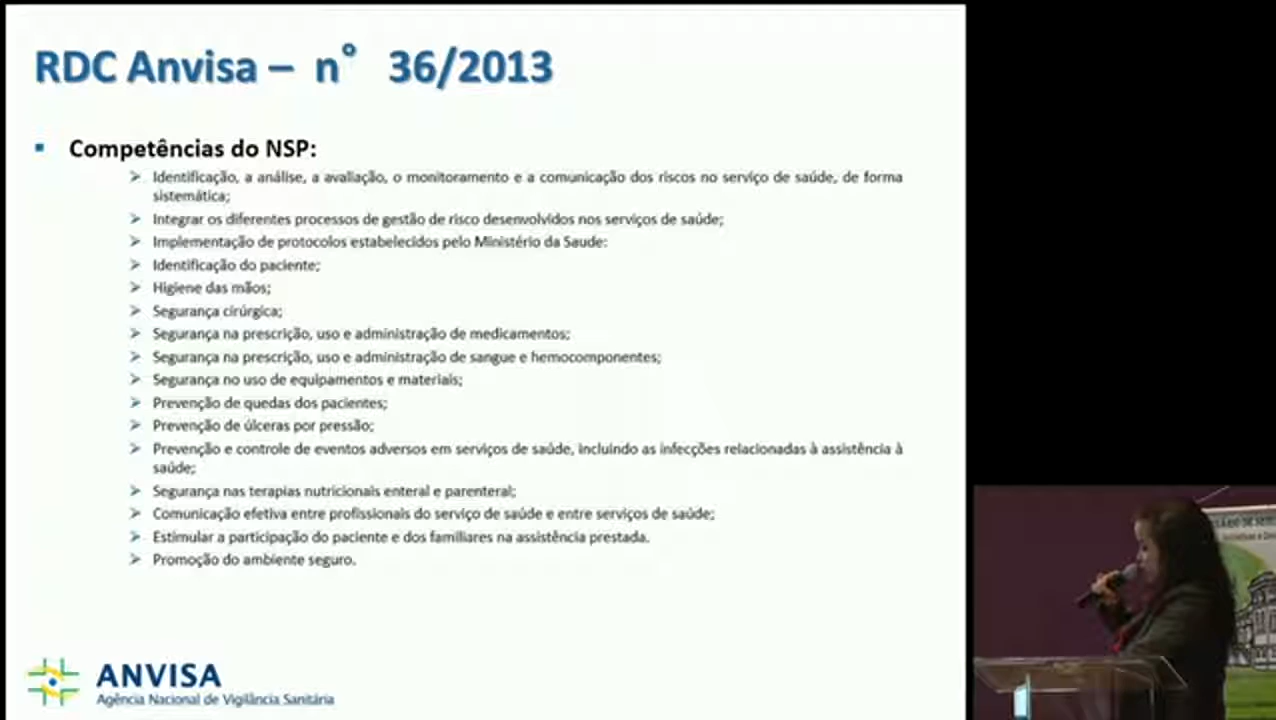 RDC Anvisa – n° 36/2013
Competências do NSP:
Identificação, a análise, a avaliação, o monitoramento e a comunicação dos riscos no serviço de saúde, de forma
sistemática;
Integrar os diferentes processos de gestão de risco desenvolvidos nos serviços de saúde;
Implementação de protocolos estabelecidos pelo Ministério da Saude:
Identificação do paciente;
Higiene das mãos;
Segurança cirúrgica;
Segurança na prescrição, uso e administração de medicamentos;
Segurança na prescrição, uso e administração de sangue e hemocomponentes;
Segurança no uso de equipamentos e materiais;
Prevenção de quedas dos pacientes;
Prevenção de úlceras por pressão;
Prevenção e controle de eventos adversos em serviços de saúde, incluindo as infecções relacionadas à assistência à
saúde;
Segurança nas terapias nutricionais enteral e parenteral;
Comunicação efetiva entre profissionais do serviço de saúde e entre serviços de saúde;
Estimular a participação do paciente e dos familiares na assistência prestada.
Promoção do ambiente seguro.
ANVISA
Agência Nacional de Vigilância Sanitária